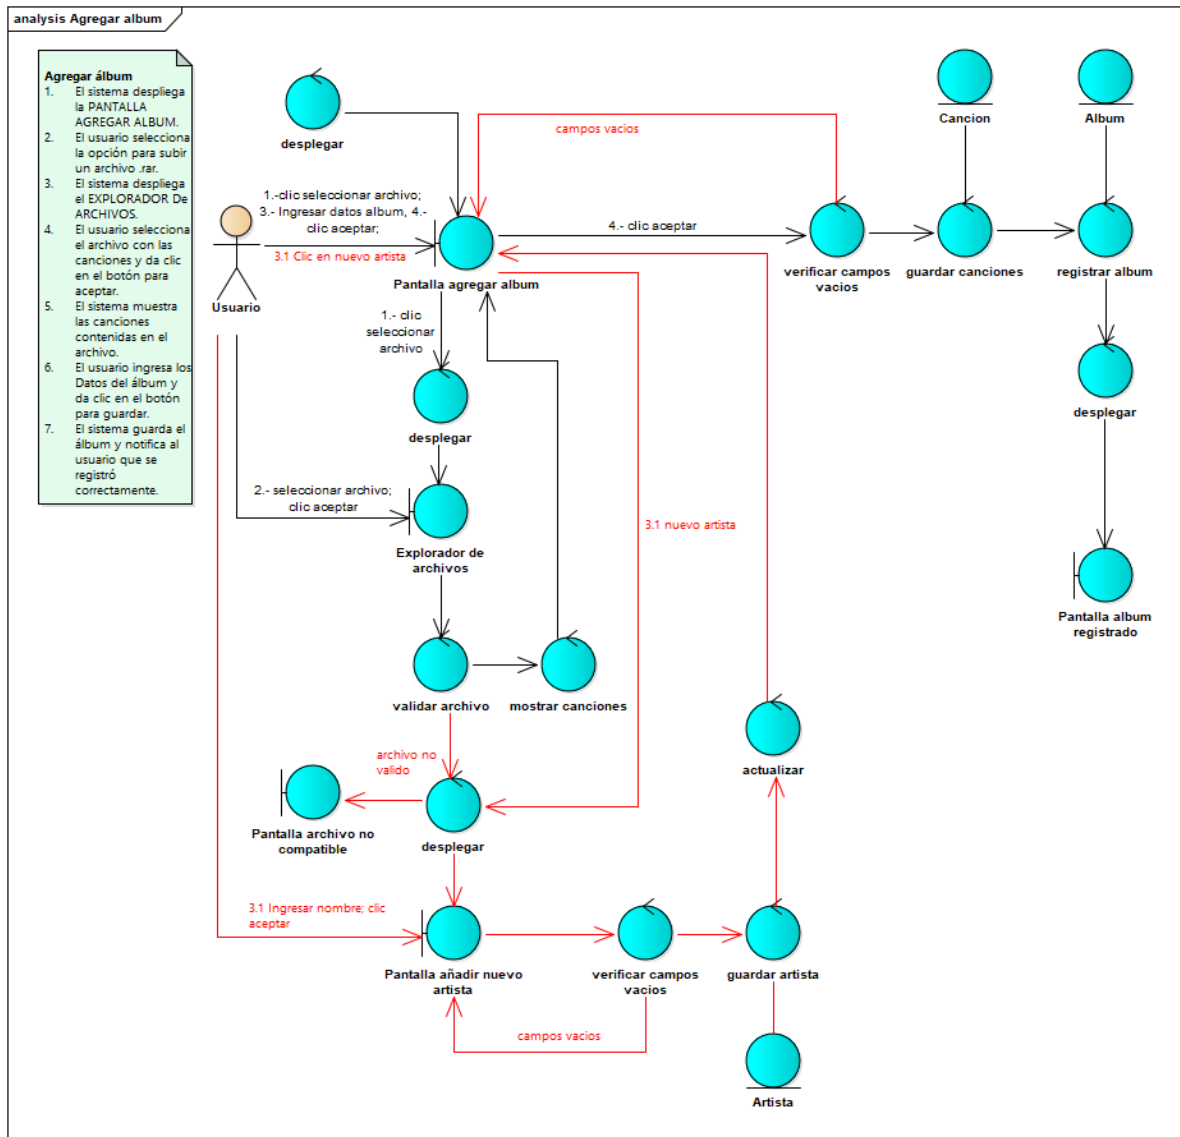 analysis Agregar album
Agregar álbum
1. El sistema despliega
la PANTALLA
AGREGAR ALBUM.
2. El usuario selecciona
la opción para subir
un archivo .rar.
3. El sistema despliega
el EXPLORADOR De
ARCHIVOS.
4. El usuario selecciona
el archivo con las
canciones y da clic
en el botón para
aceptar.
5. El sistema muestra
las canciones
contenidas en el
archivo.
6. El usuario ingresa los
Datos del álbum y
da clic en el botón
para guardar.
7. El sistema guarda el
álbum y notifica al
usuario que se
registró
correctamente.
desplegar
campos vacios
Cancion
Album
1.-clic seleccionar archivo;
3.- Ingresar datos album, 4.-
clic aceptar;
3.1 Clic en nuevo artista
Usuario
Pantalla agregar album
4.- clic aceptar
verificar campos
vacios
guardar canciones
registrar album
1.- clic
seleccionar
archivo
desplegar
desplegar
2.- seleccionar archivo;
clic aceptar
Explorador de
archivos
3.1 nuevo artista
Pantalla album
registrado
validar archivo
mostrar canciones
archivo no
valido
actualizar
Pantalla archivo no
compatible
desplegar
3.1 Ingresar nombre; clic
aceptar
Pantalla añadir nuevo
artista
verificar campos
vacios
guardar artista
campos vacios
Artista